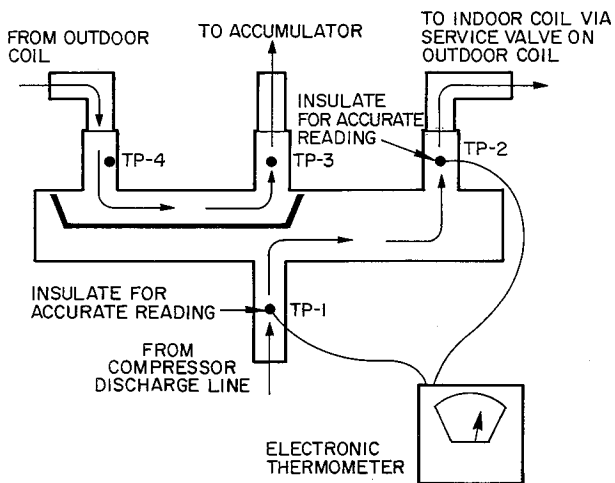 FROM OUTDOOR
COIL
TO ACCUMULATOR
TO INDOOR COIL VIA
SERVICE VALVE ON
OUTDOOR COIL
INSULATE
FOR ACCURATE
READING
TP-4
TP-3
TP-2
INSULATE FOR
ACCURATE READING
TP-1
FROM
COMPRESSOR
DISCHARGE LINE
ELECTRONIC
THERMOMETER